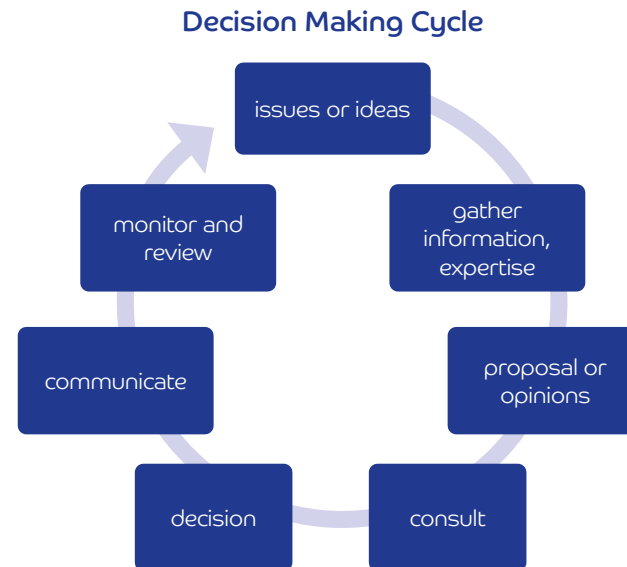 Decision Making Cycle
issues or ideas
gather
information,
expertise
proposal or
opinions
consult
decision
communicate
monitor and
review